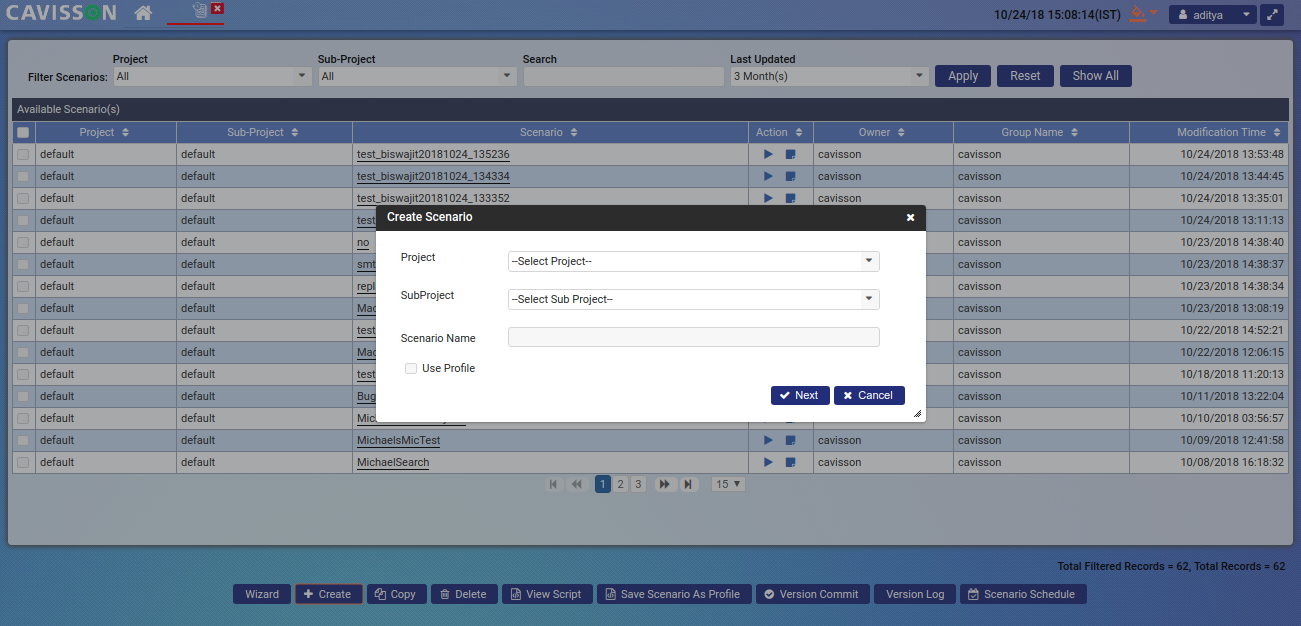 CAVISSON
10/24/18 15:08:14(IST)
aditya
Project Sub-Project Search Last Updated
Filter Scenarios: All All 3 Month(s) Apply Reset Show All
Available Scenario(s)
Project Sub-Project Scenario Action Owner Group Name Modification Time
default default test_biswajit20181024_135236 cavisson cavisson 10/24/2018 13:53:48
default default test_biswajit20181024_134334 cavisson cavisson 10/24/2018 13:44:45
default default test_biswajit20181024_133352 cavisson cavisson 10/24/2018 13:35:01
default default test cavisson 10/24/2018 13:11:13
default default no cavisson 10/23/2018 14:38:40
default default smt cavisson 10/23/2018 14:38:37
default default repl cavisson 10/23/2018 14:38:34
default default Mac cavisson 10/23/2018 13:08:19
default default test cavisson 10/22/2018 14:52:21
default default Mac cavisson 10/22/2018 12:06:15
default default test cavisson 10/18/2018 11:20:13
default default Bug cavisson 10/11/2018 13:22:04
default default Mic cavisson 10/10/2018 03:56:57
default default MichaelsMicTest cavisson cavisson 10/09/2018 12:41:58
default default MichaelSearch cavisson cavisson 10/08/2018 16:18:32
Create Scenario
Project --Select Project--
SubProject --Select Sub Project--
Scenario Name
Use Profile
Next Cancel
1 2 3 15
Total Filtered Records = 62, Total Records = 62
Wizard Create Copy Delete View Script Save Scenario As Profile Version Commit Version Log Scenario Schedule